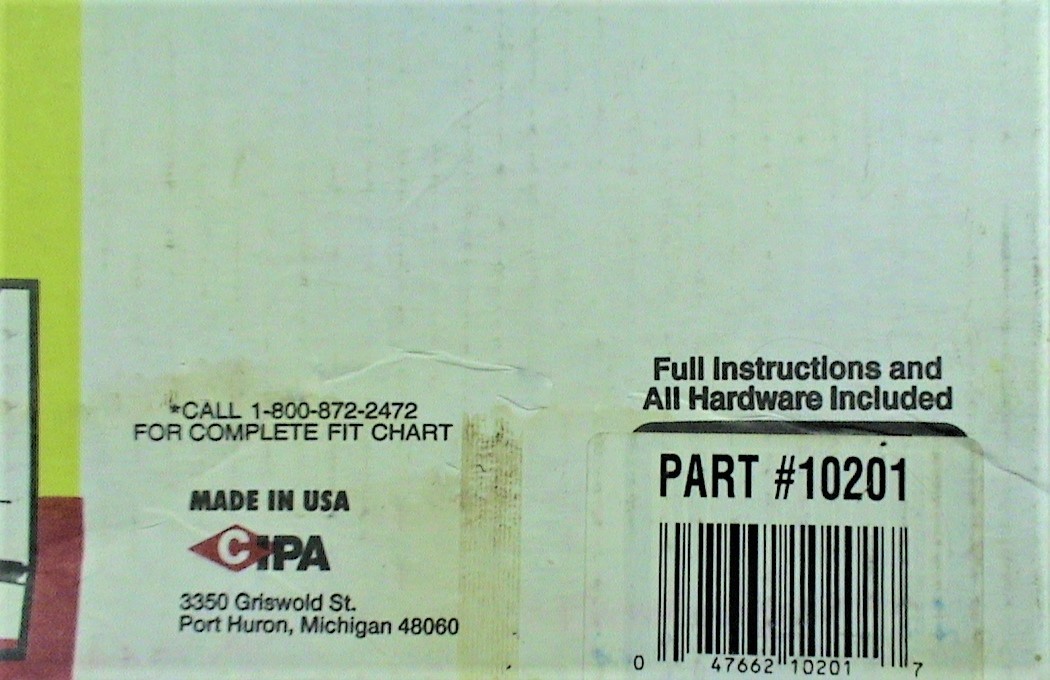 *CALL 1-800-872-2472
FOR COMPLETE FIT CHART
MADE IN USA
CIPA
3350 Griswold St.
Port Huron, Michigan 48060
Full Instructions and
All Hardware Included
PART #10201
0 47662 10201 7